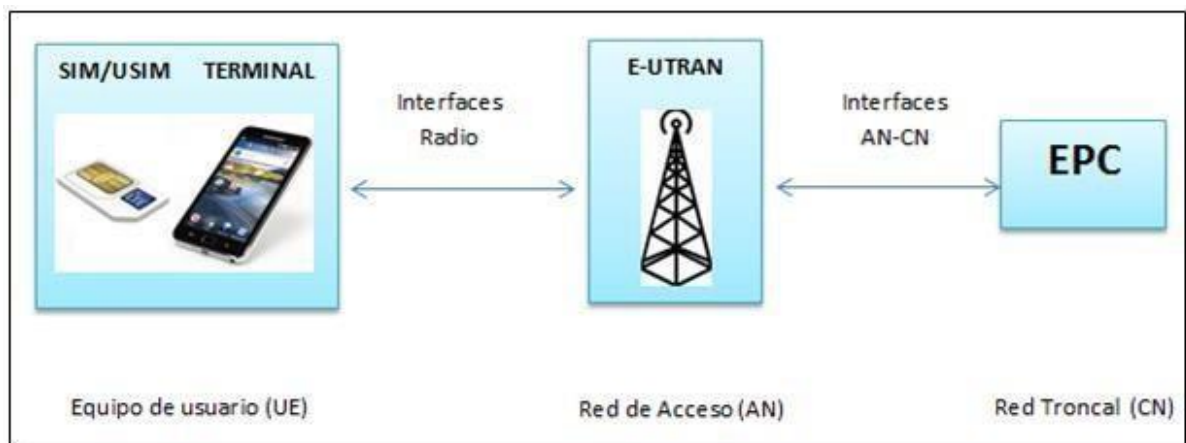 SIM/USIM TERMINAL
Interfaces
Radio
E-UTRAN
Interfaces
AN-CN
EPC
Equipo de usuario (UE)
Red de Acceso (AN)
Red Troncal (CN)